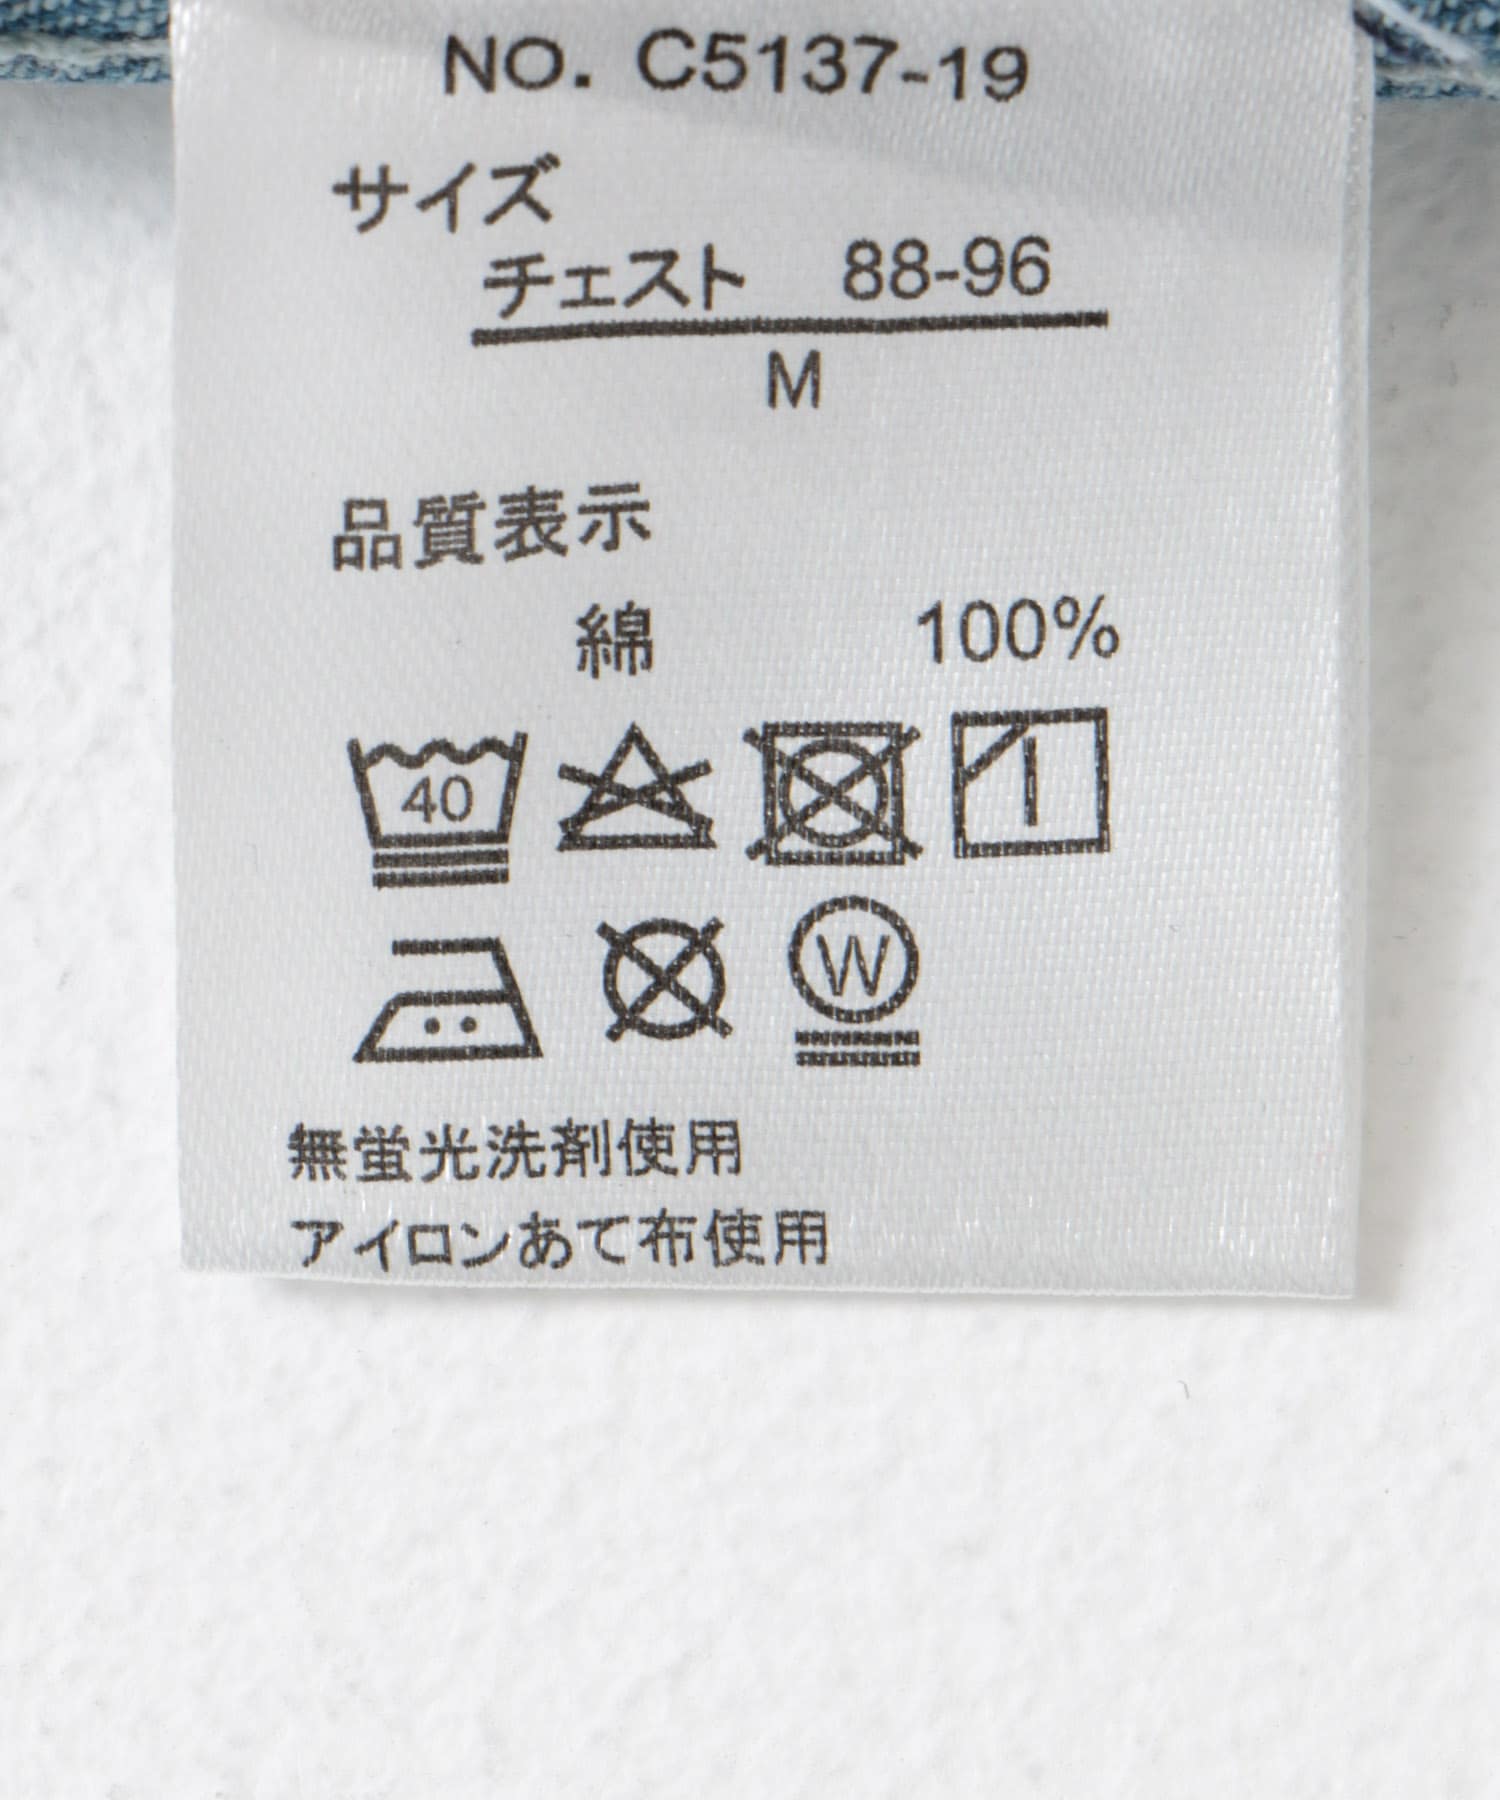 NO. C5137-19
サイズ
チェスト 88-96
M
品質表示
綿 100%
40
W
無蛍光洗剤使用
アイロンあて布使用